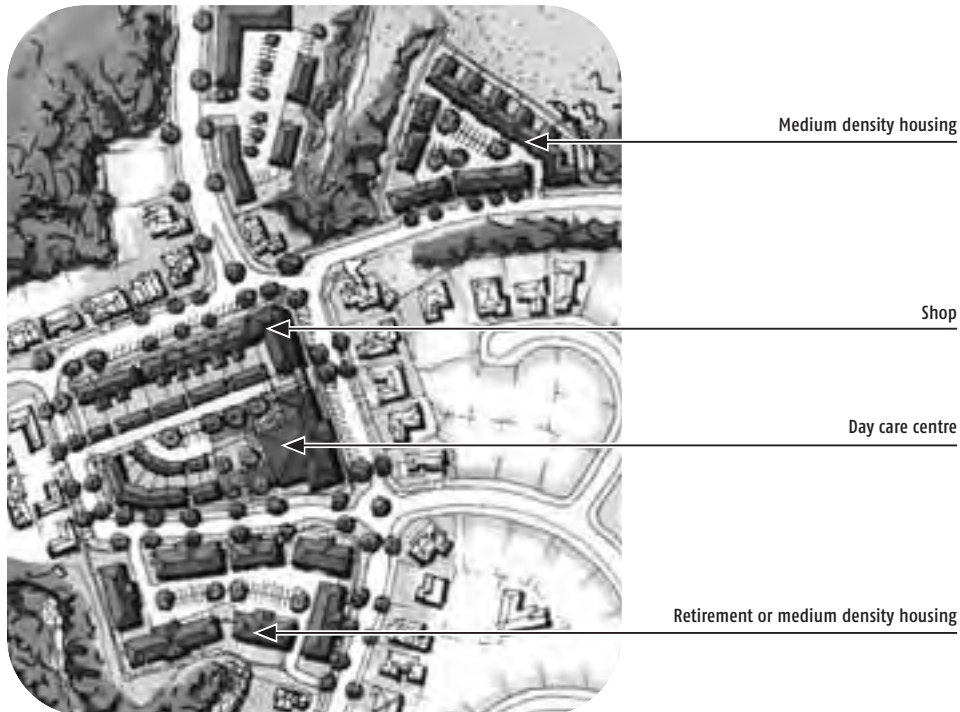 Medium density housing
Shop
Day care centre
Retirement or medium density housing